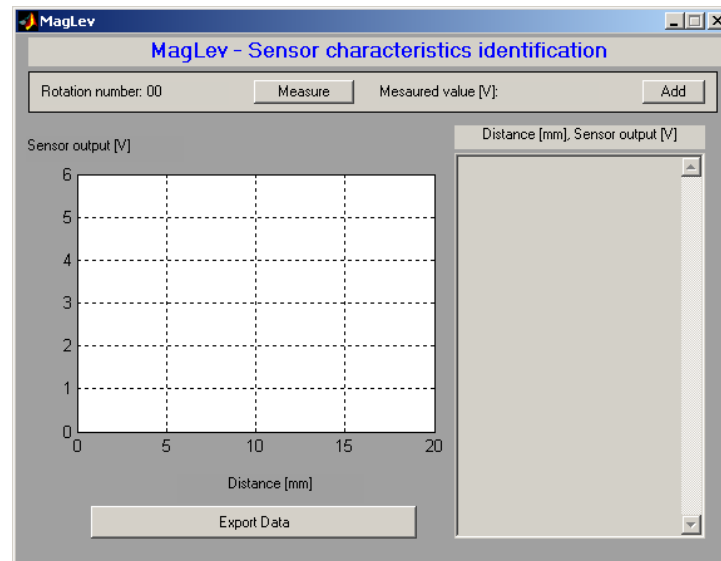 MagLev
MagLev - Sensor characteristics identification
Rotation number: 00 Measure Mesaured value [V]: Add
Sensor output [V]
6
5
4
3
2
1
0
0 5 10 15 20
Distance [mm]
Export Data
Distance [mm], Sensor output [V]